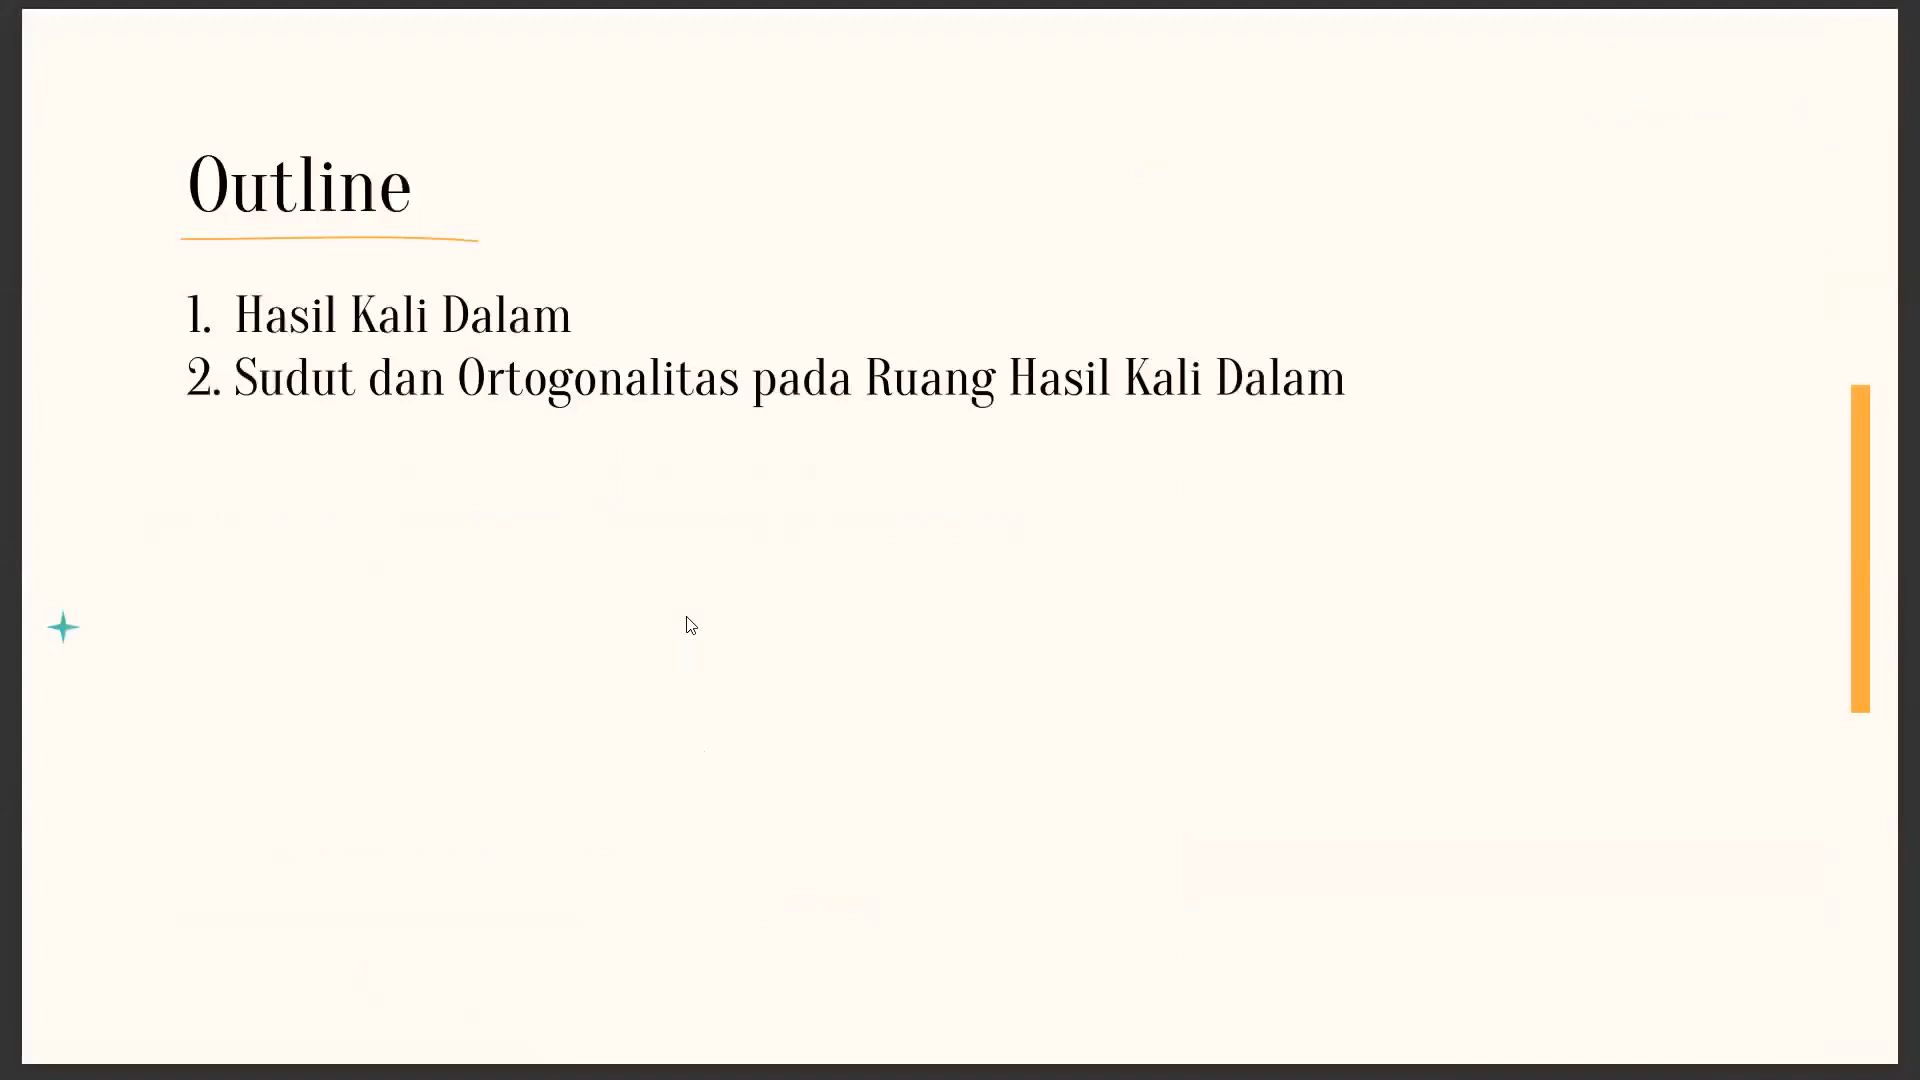 Outline
1. Hasil Kali Dalam
2. Sudut dan Ortogonalitas pada Ruang Hasil Kali Dalam